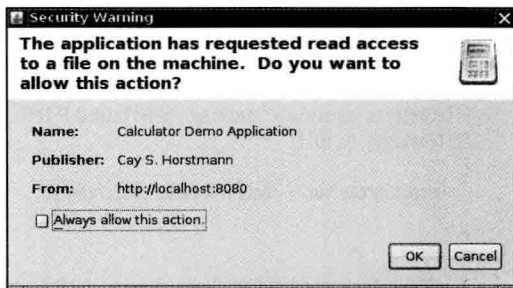 Security Warning
The application has requested read access
to a file on the machine. Do you want to
allow this action?
Name: Calculator Demo Application
Publisher: Cay S. Horstmann
From: http://localhost:8080
Always allow this action.
OK Cancel